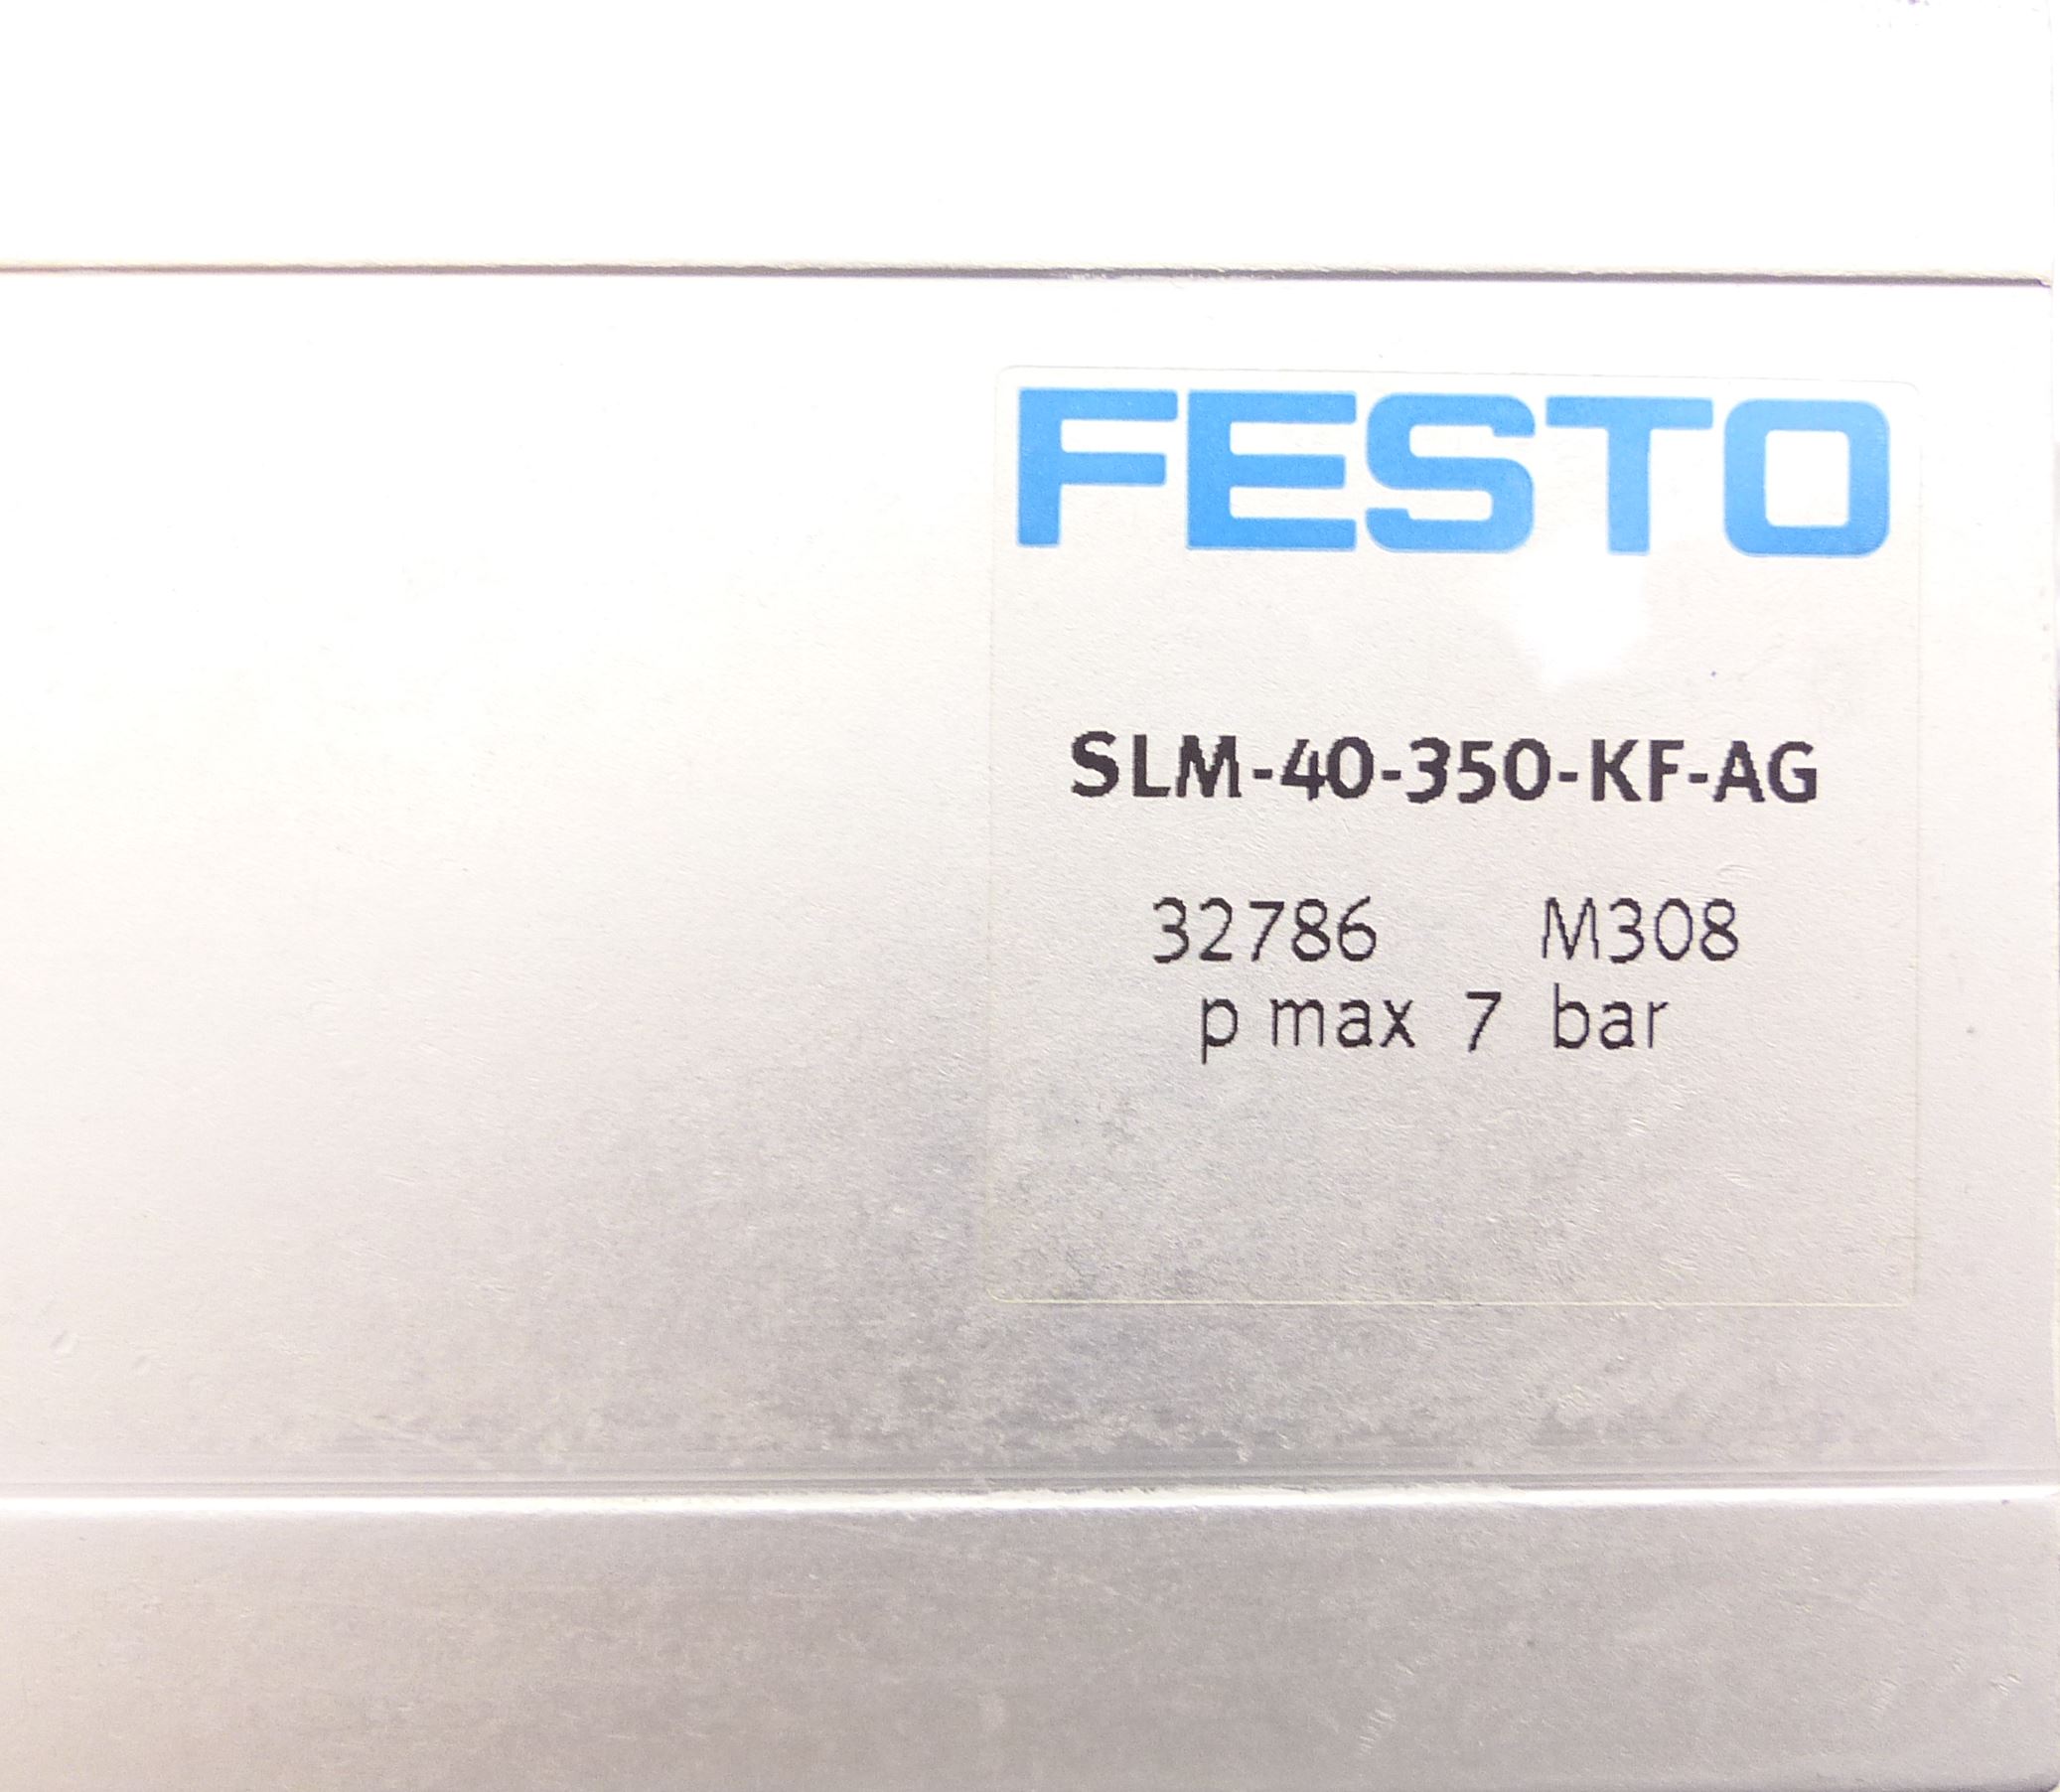 FESTO
SLM-40-350-KF-AG
32786 M308
p max 7 bar